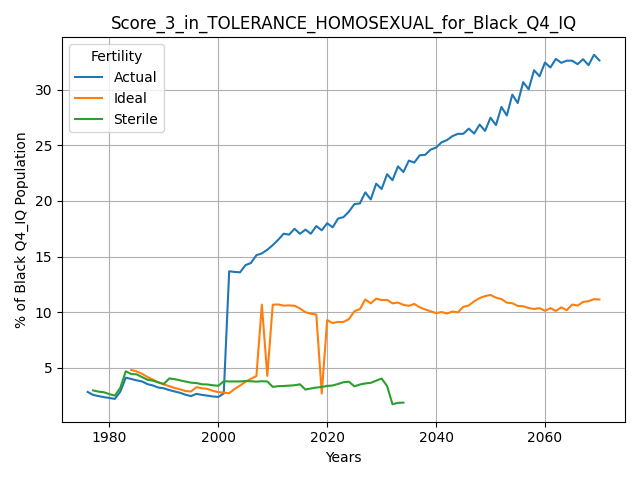 Score_3_in_TOLERANCE_HOMOSEXUAL_for_Black_Q4_IQ
Fertility
Actual
Ideal
Sterile
% of Black Q4_IQ Population
30
25
20
15
10
5
1980 2000 2020 2040 2060
Years